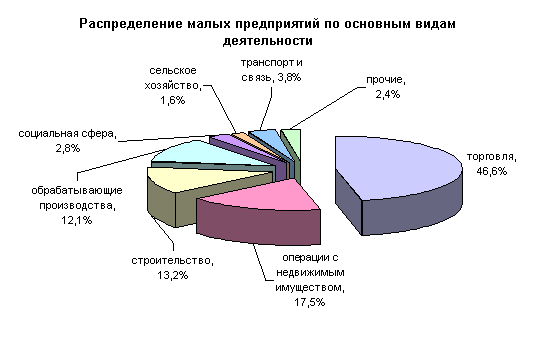 Распределение малых предприятий по основным видам
деятельности
транспорт и
связь, 3,8%
сельское
хозяйство,
1,6%
прочие,
2,4%
социальная сфера,
2,8%
торговля,
46,6%
обрабатывающие
производства,
12,1%
строительство,
13,2%
операции с
недвижимым
имуществом,
17,5%